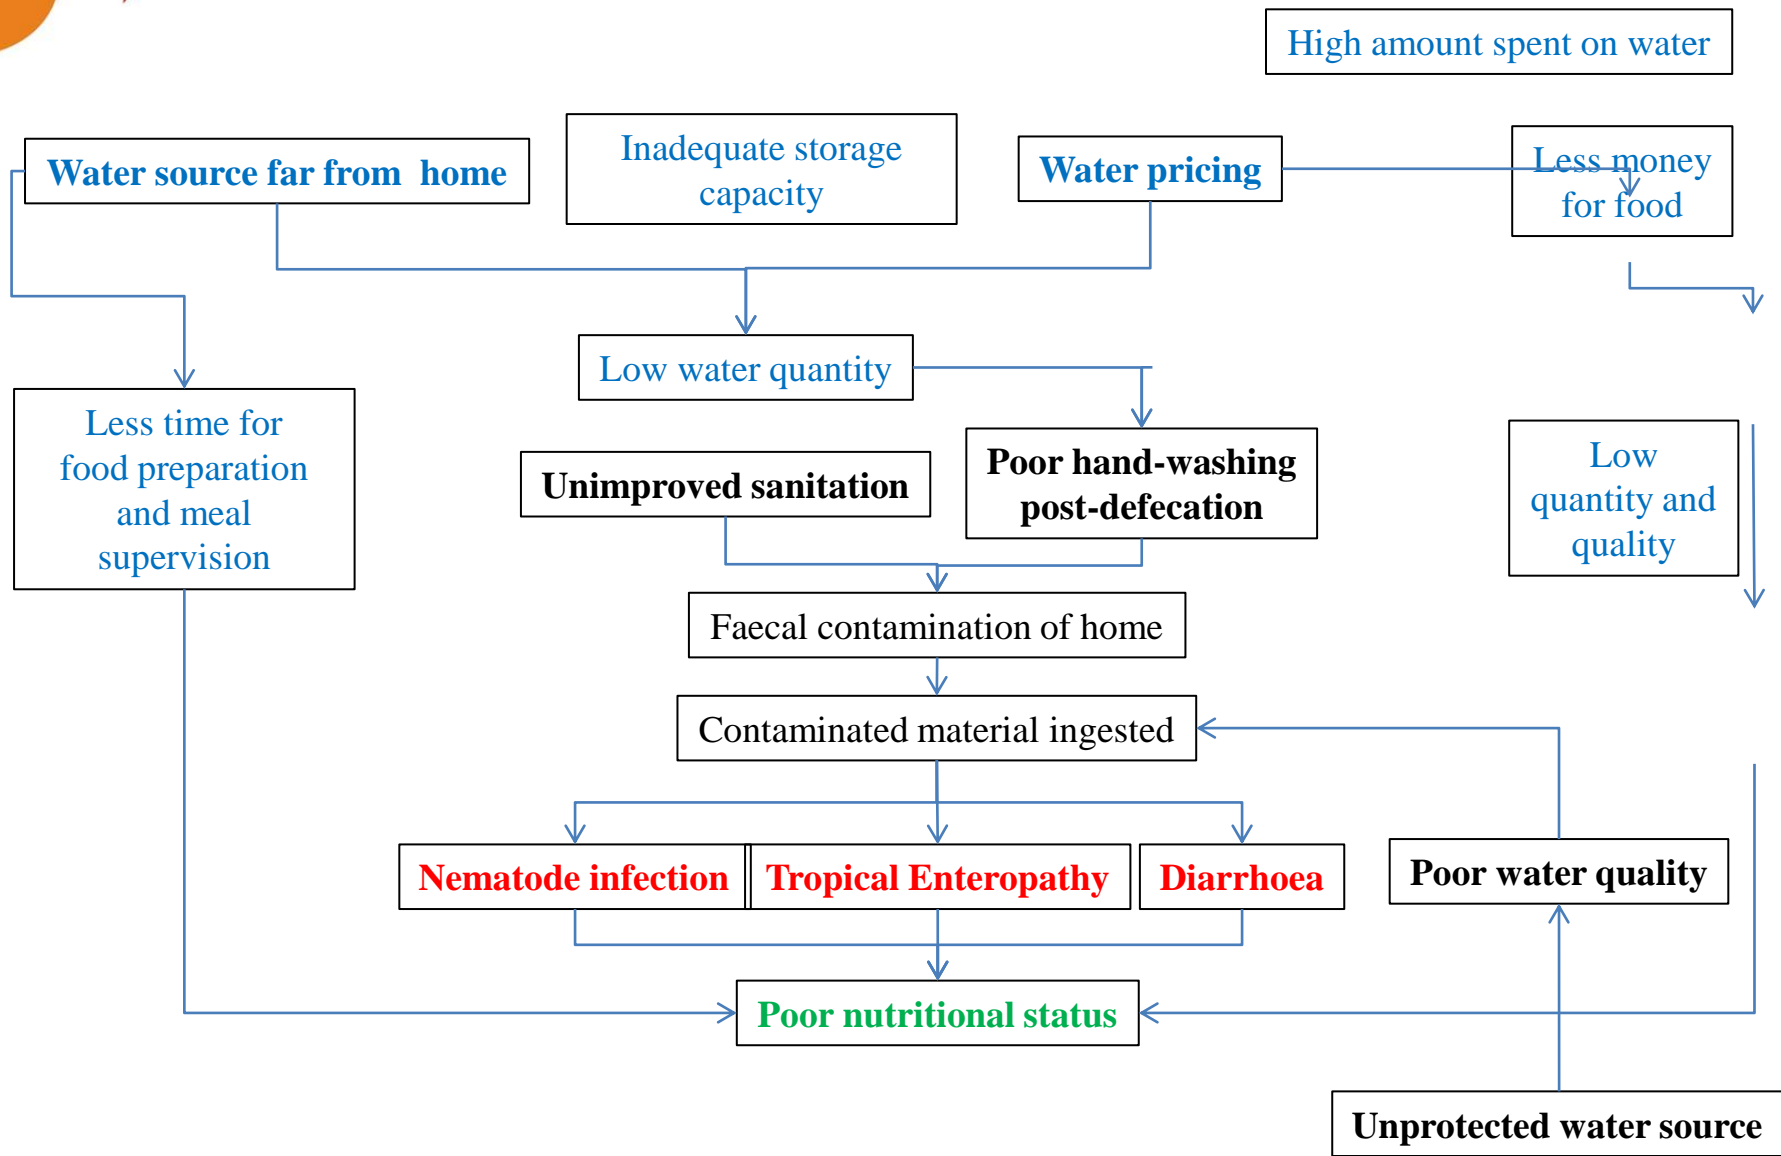 High amount spent on water
Water source far from home
Inadequate storage
capacity
Water pricing
Less money
for food
Low water quantity
Less time for
food preparation
and meal
supervision
Unimproved sanitation
Poor hand-washing
post-defecation
Low
quantity and
quality
Faecal contamination of home
Contaminated material ingested
Nematode infection
Tropical Enteropathy
Diarrhoea
Poor water quality
Poor nutritional status
Unprotected water source